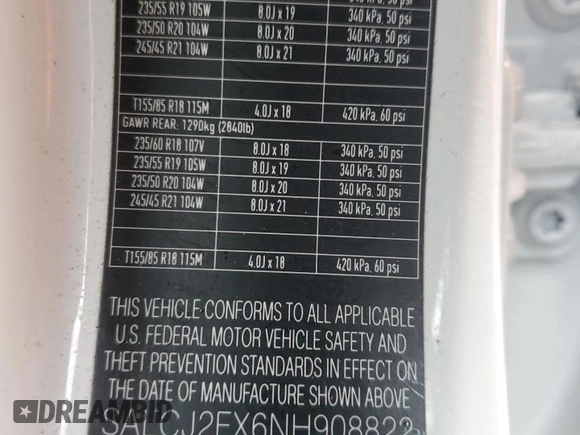 235/55 R19 105W 8.0J x 19 340 kPa, 50 psi
235/50 R20 104W 8.0J x 20 340 kPa, 50 psi
245/45 R21 104W 8.0J x 21 340 kPa, 50 psi
T155/85 R18 115M 4.0J x 18 420 kPa, 60 psi
GAWR REAR: 1290kg (2840lb)
235/60 R18 107V 8.0J x 18 340 kPa, 50 psi
235/55 R19 105W 8.0J x 19 340 kPa, 50 psi
235/50 R20 104W 8.0J x 20 340 kPa, 50 psi
245/45 R21 104W 8.0J x 21 340 kPa, 50 psi
T155/85 R18 115M 4.0J x 18 420 kPa, 60 psi
THIS VEHICLE CONFORMS TO ALL APPLICABLE
U.S. FEDERAL MOTOR VEHICLE SAFETY AND
THEFT PREVENTION STANDARDS IN EFFECT ON
THE DATE OF MANUFACTURE SHOWN ABOVE
SALCJ2FX6NH908822
DREAMBID